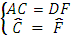 AC = DF
Ĉ = F̂